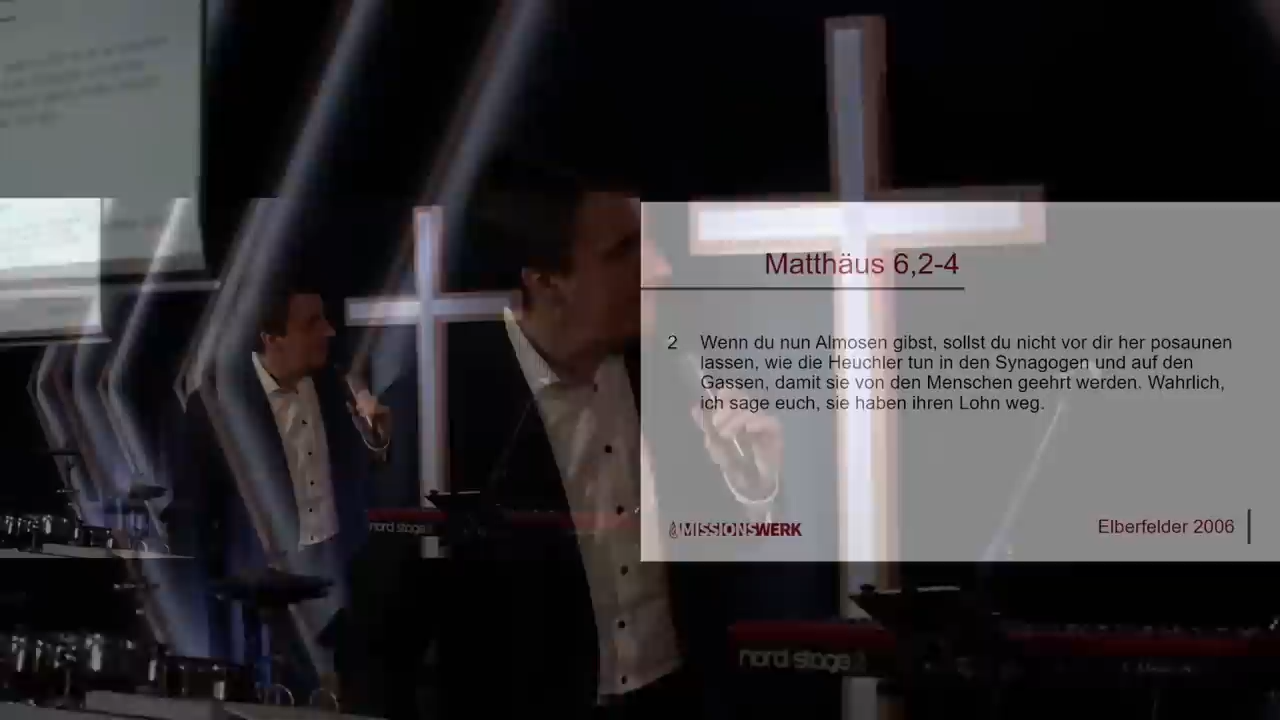 Matthäus 6,2-4
2 Wenn du nun Almosen gibst, sollst du nicht vor dir her posaunen
lassen, wie die Heuchler tun in den Synagogen und auf den
Gassen, damit sie von den Menschen geehrt werden. Wahrlich,
ich sage euch, sie haben ihren Lohn weg.
MISSIONSWERK
Elberfelder 2006
nord stage
nord stage